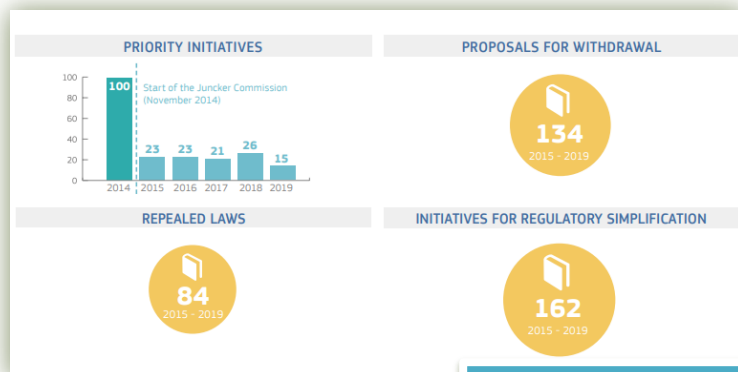 PRIORITY INITIATIVES
100
80
60
40
20
0
100
Start of the Juncker Commission
(November 2014)
23 23 21 26 15
2014 2015 2016 2017 2018 2019
PROPOSALS FOR WITHDRAWAL
134
2015 - 2019
REPEALED LAWS
84
2015 - 2019
INITIATIVES FOR REGULATORY SIMPLIFICATION
162
2015 - 2019